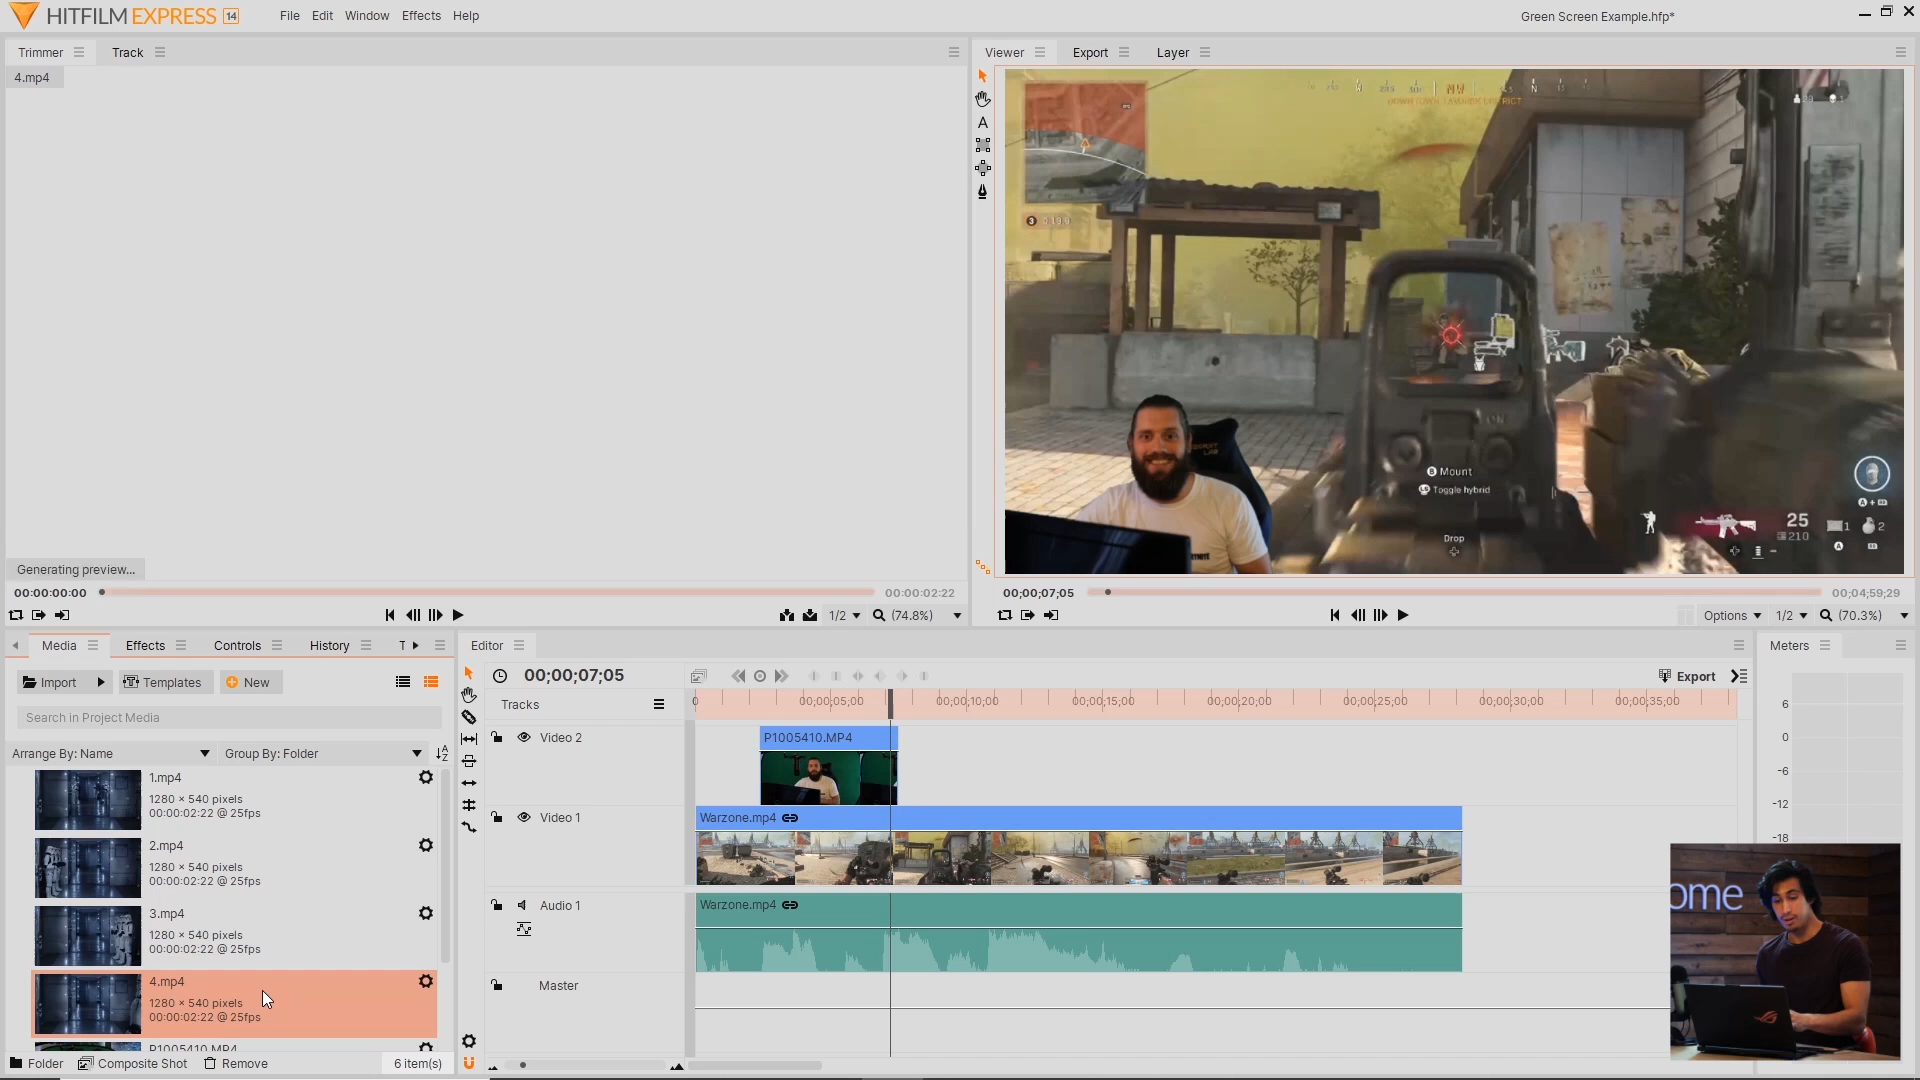 HITFILM EXPRESS 14
File Edit Window Effects Help
Green Screen Example.hfp*
Trimmer Track
4.mp4
Generating preview...
00:00:00:00
00:00:02:22
1/2
(74.8%)
Viewer Export Layer
NW
N
3 0:19.9
Mount
Toggle hybrid
Drop
25
210
1
2
00;00;07;05
00;04;59;29
Options
1/2
(70.3%)
Media Effects Controls History T
Import
Templates
New
Search in Project Media
Arrange By: Name
Group By: Folder
1.mp4
1280 × 540 pixels
00:00:02:22 @ 25fps
2.mp4
1280 × 540 pixels
00:00:02:22 @ 25fps
3.mp4
1280 × 540 pixels
00:00:02:22 @ 25fps
4.mp4
1280 × 540 pixels
00:00:02:22 @ 25fps
P1005410.MP4
Folder
Composite Shot
Remove
6 item(s)
Editor
00;00;07;05
Export
Tracks
0 00;00;05;00 00;00;10;00 00;00;15;00 00;00;20;00 00;00;25;00 00;00;30;00 00;00;35;00
Video 2
P1005410.MP4
Video 1
Warzone.mp4
Audio 1
Warzone.mp4
Master
Meters
6
0
-6
-12
-18
ome